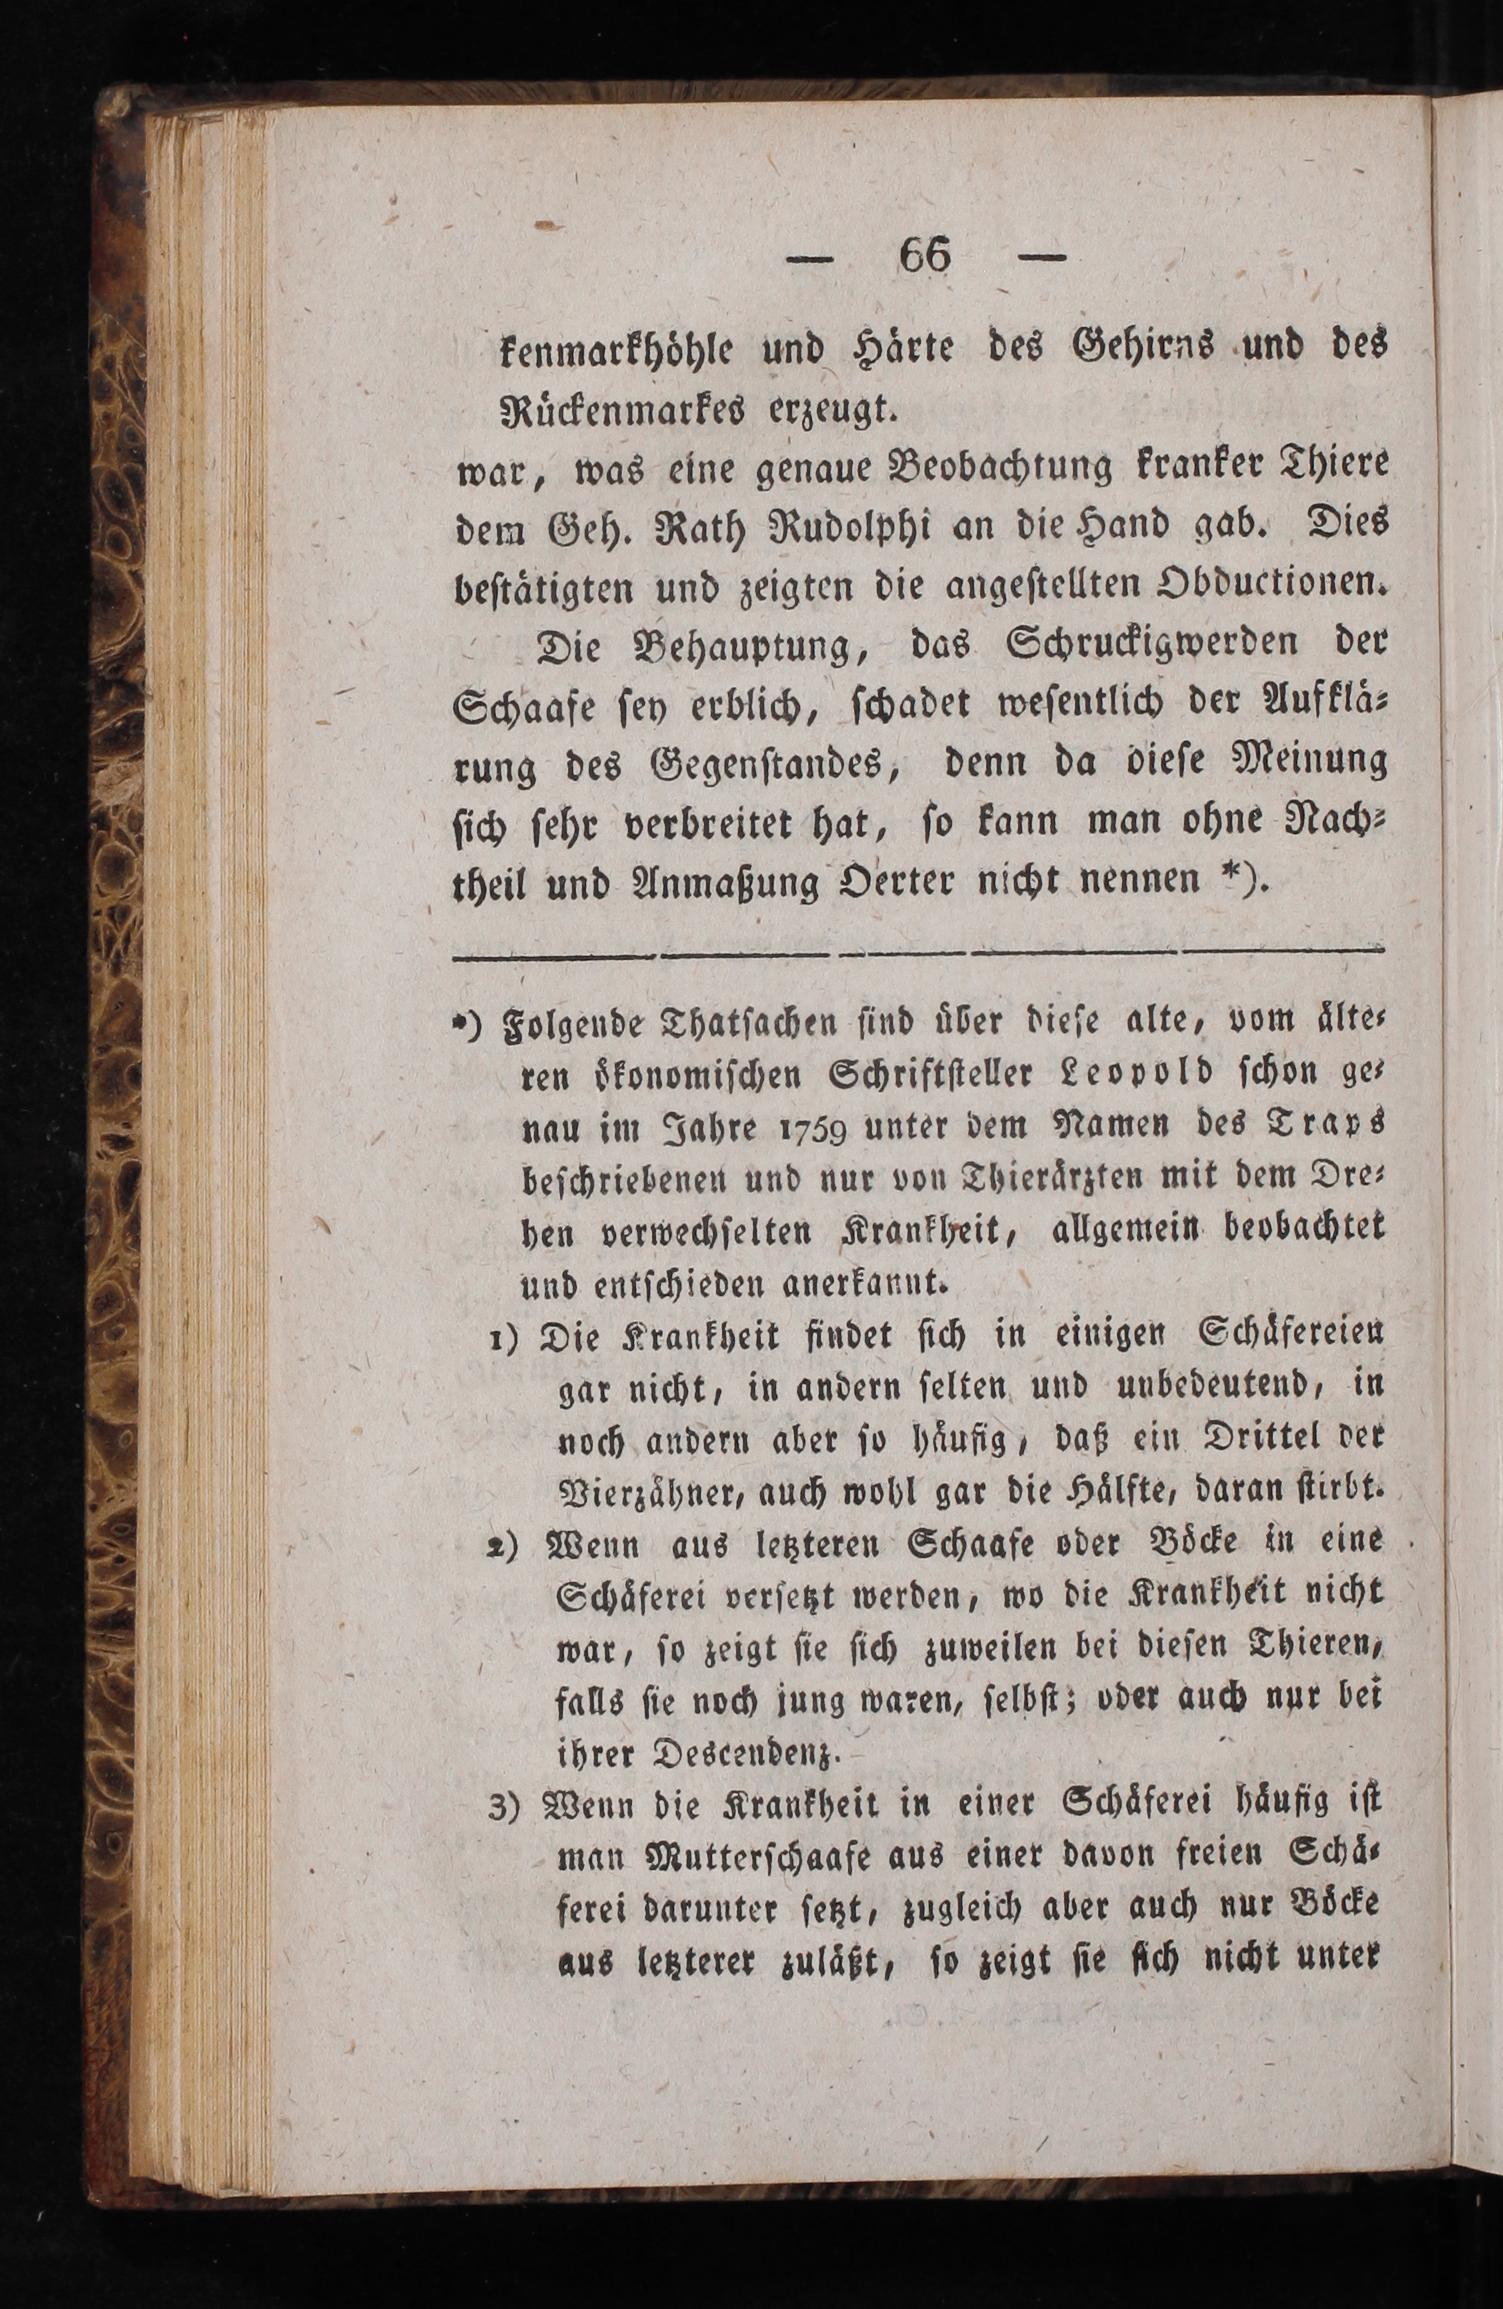 — 66 —
kenmarkhöhle und Härte des Gehirns und des
Rückenmarkes erzeugt.
war, was eine genaue Beobachtung kranker Thiere
dem Geh. Rath Rudolphi an die Hand gab. Dies
beſtätigten und zeigten die angeſtellten Obductionen.
Die Behauptung, das Schruckigwerden der
Schaafe ſey erblich, ſchadet weſentlich der Aufklä⸗
rung des Gegenſtandes, denn da dieſe Meinung
ſich ſehr verbreitet hat, ſo kann man ohne Nach⸗
theil und Anmaßung Oerter nicht nennen *).
*) Folgende Thatſachen ſind über dieſe alte, vom älte⸗
ren ökonomiſchen Schriftſteller Leopold ſchon ge⸗
nau im Jahre 1759 unter dem Namen des Traps
beſchriebenen und nur von Thierärzten mit dem Dre⸗
hen verwechſelten Krankheit, allgemein beobachtet
und entſchieden anerkannt.
1) Die Krankheit findet ſich in einigen Schäfereien
gar nicht, in andern ſelten und unbedeutend, in
noch andern aber ſo häufig, daß ein Drittel der
Vierzähner, auch wohl gar die Hälfte, daran ſtirbt.
2) Wenn aus letzteren Schaafe oder Böcke in eine
Schäferei verſetzt werden, wo die Krankheit nicht
war, ſo zeigt ſie ſich zuweilen bei dieſen Thieren,
falls ſie noch jung waren, ſelbſt; oder auch nur bei
ihrer Descendenz.
3) Wenn die Krankheit in einer Schäferei häufig iſt
man Mutterſchaafe aus einer davon freien Schä⸗
ferei darunter ſetzt, zugleich aber auch nur Böcke
aus letzterer zuläßt, ſo zeigt ſie ſich nicht unter